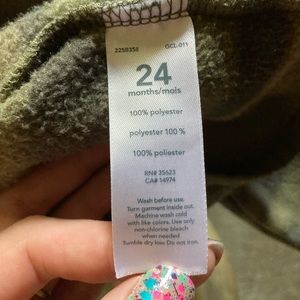 225B358 GCL-011
24
months/mois
100% polyester
polyester 100 %
100% poliester
RN# 35623
CA# 14974
Wash before use.
Turn garment inside out.
Machine wash cold
with like colors. Use only
non-chlorine bleach
when needed
Tumble dry low. Do not iron.